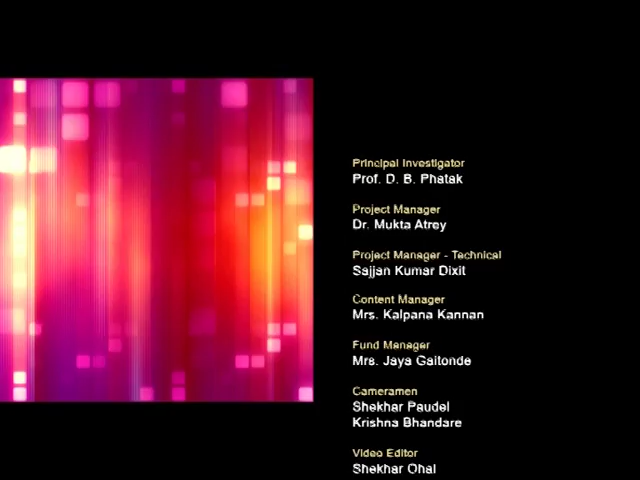 Principal Investigator
Prof. D. B. Phatak
Project Manager
Dr. Mukta Atrey
Project Manager - Technical
Sajjan Kumar Dixit
Content Manager
Mrs. Kalpana Kannan
Fund Manager
Mrs. Jaya Gaitonde
Cameramen
Shekhar Paudel
Krishna Bhandare
Video Editor
Shekhar Ohal